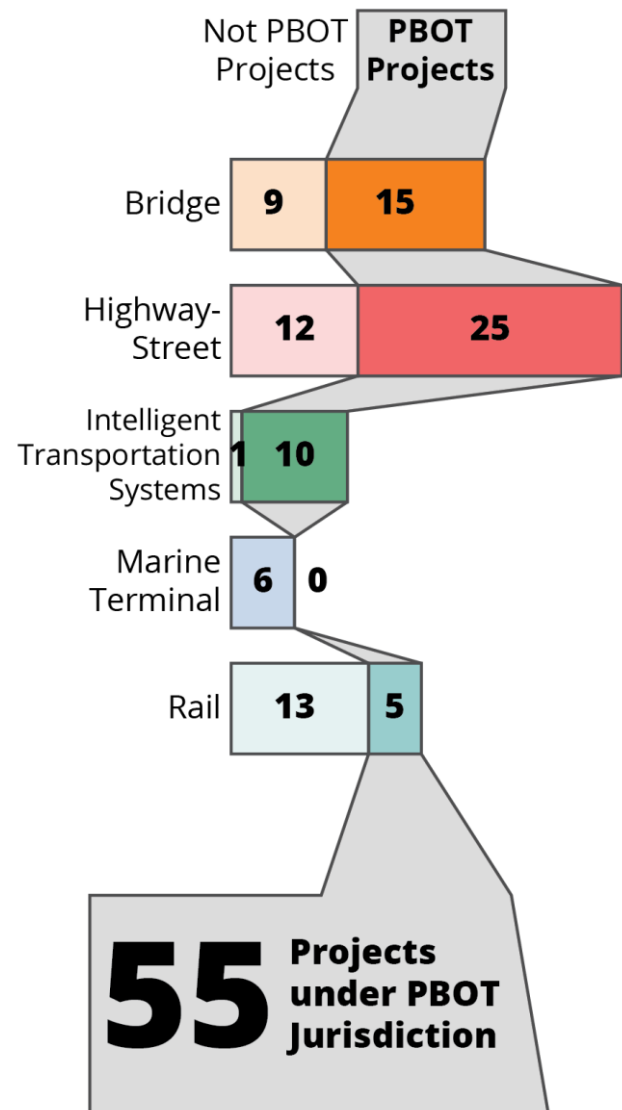 Not PBOT
Projects
PBOT
Projects
Bridge
9
15
Highway-
Street
12
25
Intelligent
Transportation
Systems
1
10
Marine
Terminal
6
0
Rail
13
5
55
Projects
under PBOT
Jurisdiction